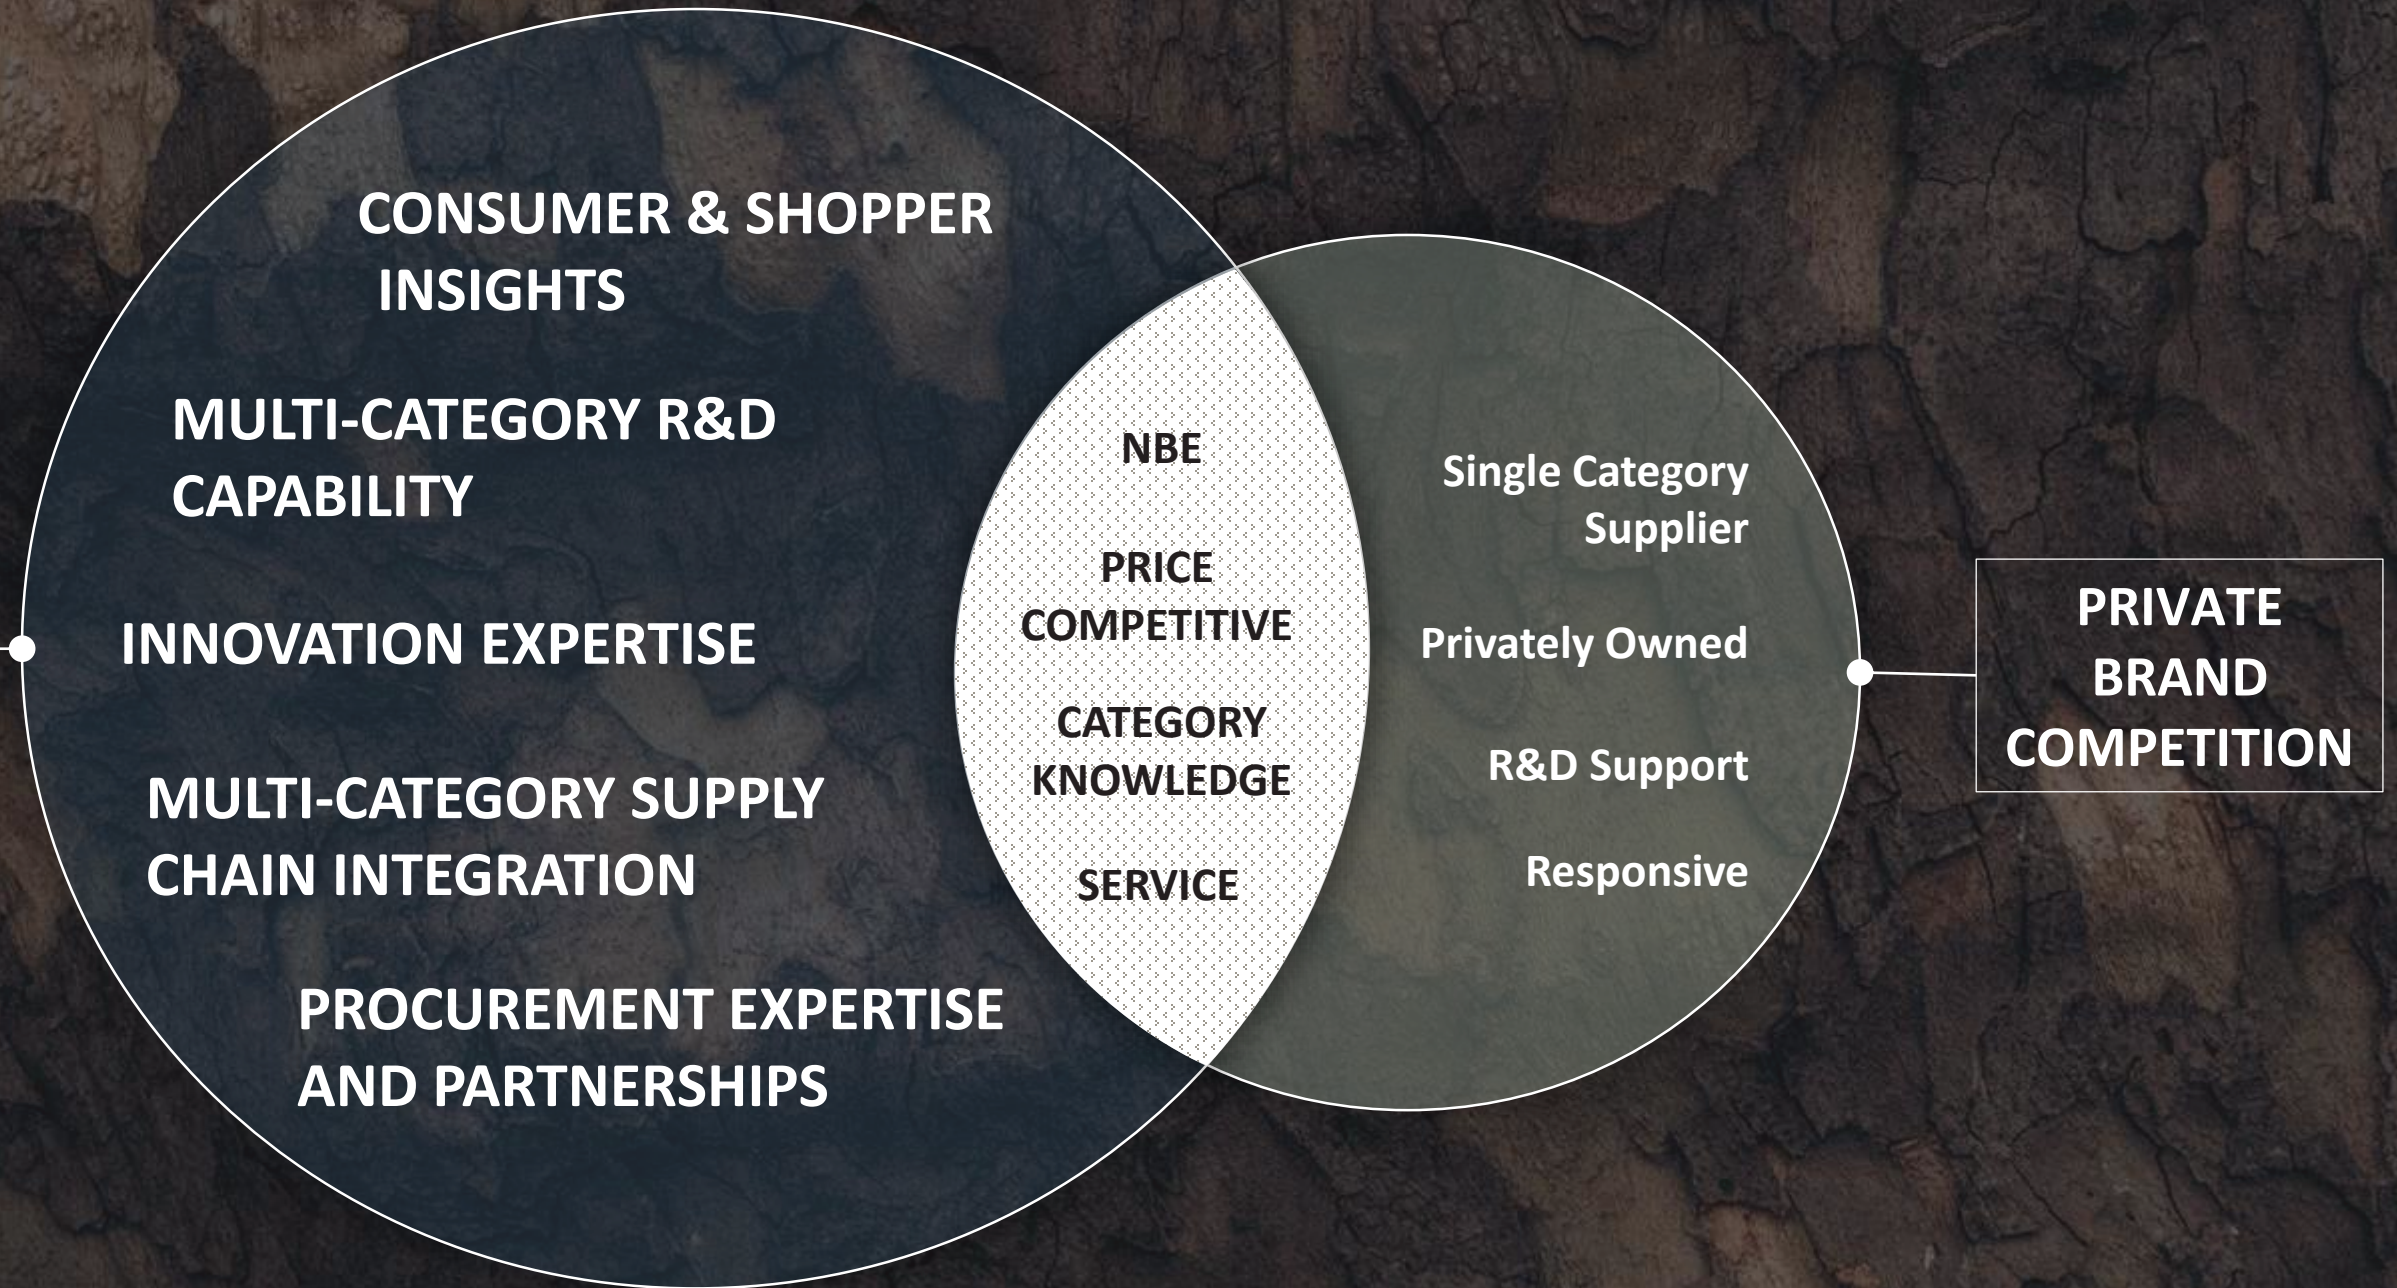 CONSUMER & SHOPPER
INSIGHTS
MULTI-CATEGORY R&D
CAPABILITY
INNOVATION EXPERTISE
MULTI-CATEGORY SUPPLY
CHAIN INTEGRATION
PROCUREMENT EXPERTISE
AND PARTNERSHIPS
NBE
PRICE
COMPETITIVE
CATEGORY
KNOWLEDGE
SERVICE
Single Category
Supplier
Privately Owned
R&D Support
Responsive
PRIVATE
BRAND
COMPETITION